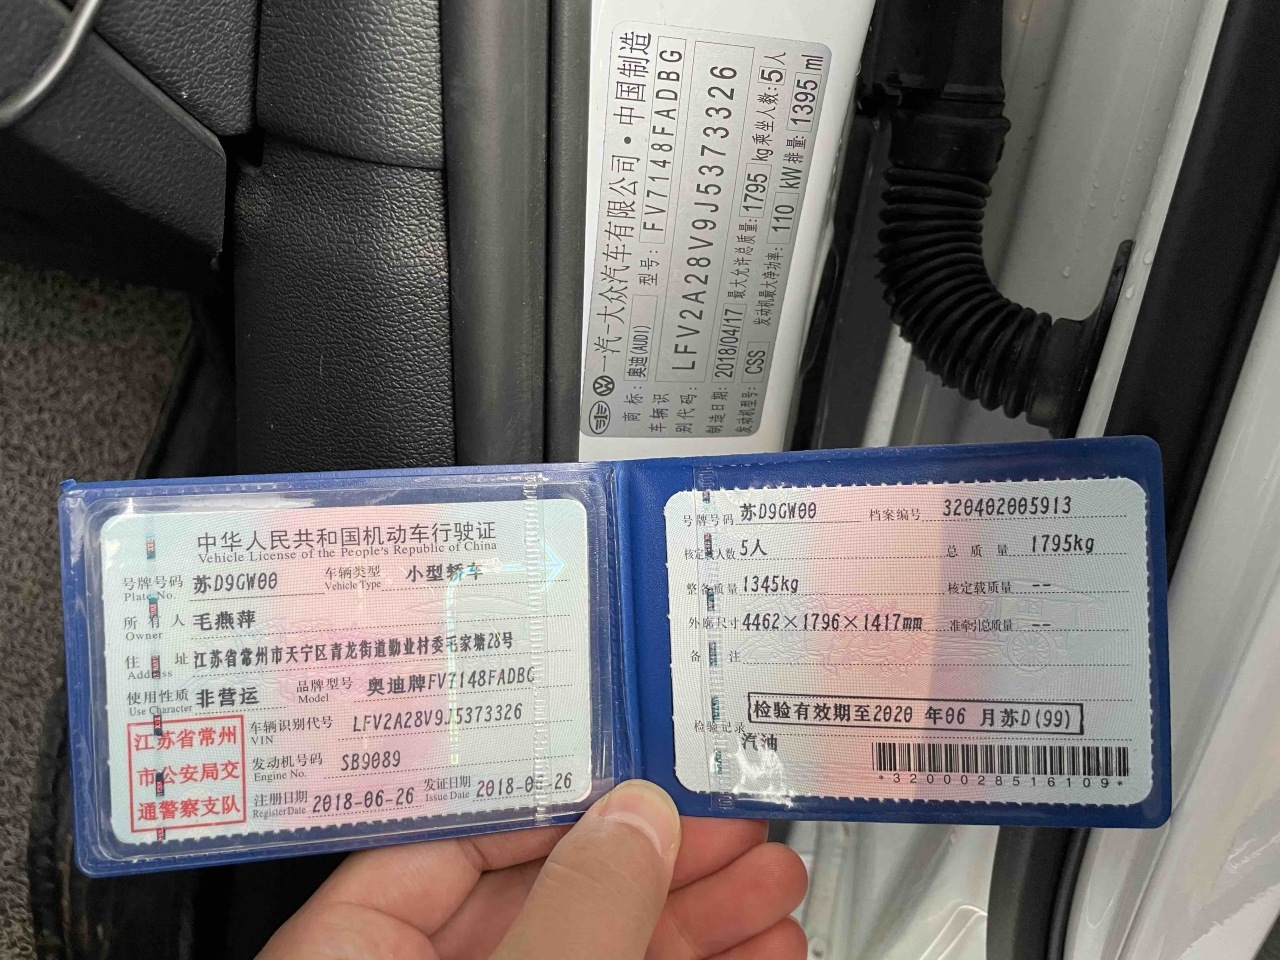 一汽-大众汽车有限公司·中国制造
商标: 奥迪(AUDI) 型号: FV7148FADBG
车辆识别代码: LFV2A28V9J5373326
制造日期: 2018/04/17 最大允许总质量: 1795 kg 乘坐人数: 5 人
发动机型号: CSS 发动机最大净功率: 110 kW 排量: 1395 ml
中华人民共和国机动车行驶证
Vehicle License of the People's Republic of China
号牌号码 苏D9GW00 车辆类型 小型轿车
Plate No. Vehicle Type
所有人 毛燕萍
Owner
住址 江苏省常州市天宁区青龙街道勤业村委毛家塘28号
Address
使用性质 非营运 品牌型号 奥迪牌FV7148FADBG
Use Character Model
江苏省常州
市公安局交
通警察支队
车辆识别代号 LFV2A28V9J5373326
VIN
发动机号码 SB9089
Engine No.
注册日期 2018-06-26 发证日期 2018-0 -26
Register Date Issue Date
号牌号码 苏D9GW00 档案编号 320402005913
核定载人数 5人 总质量 1795kg
整备质量 1345kg 核定载质量 --
外廓尺寸 4462×1796×1417mm 准牵引总质量 --
备注
检验有效期至2020 年06 月苏D(99)
检验记录
汽油
*3200028516109*